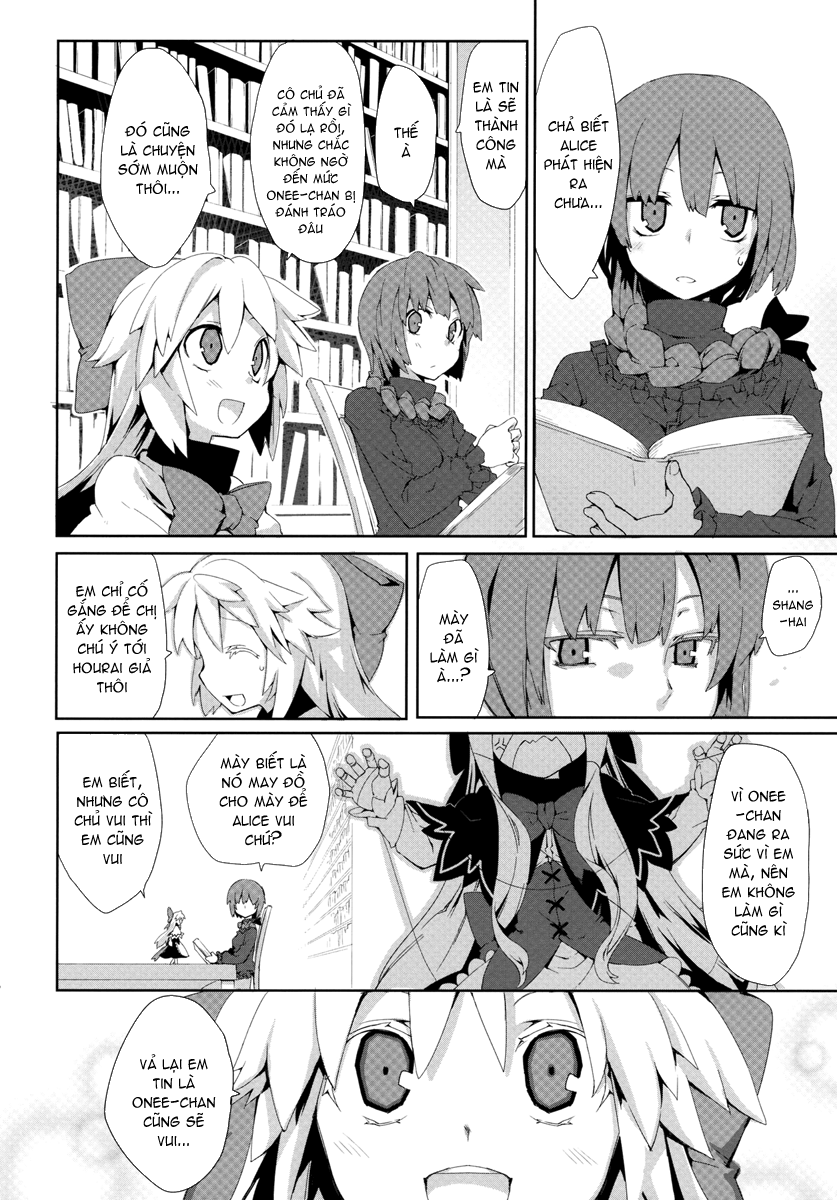 CHẢ BIẾT
ALICE
PHÁT HIỆN
RA
CHƯA...
EM TIN
LÀ SẼ
THÀNH
CÔNG
MÀ
THẾ
À
CÔ CHỦ ĐÃ
CẢM THẤY GÌ
ĐÓ LẠ RỒI,
NHƯNG CHẮC
KHÔNG NGỜ
ĐẾN MỨC
ONEE-CHAN BỊ
ĐÁNH TRÁO
ĐÂU
ĐÓ CŨNG
LÀ CHUYỆN
SỚM MUỘN
THÔI...
...
SHANG-
HAI
MÀY
ĐÃ
LÀM GÌ
À...?
EM CHỈ CỐ
GẮNG ĐỂ CHỊ
ẤY KHÔNG
CHÚ Ý TỚI
HOURAI GIẢ
THÔI
VÌ ONEE
-CHAN
ĐANG RA
SỨC VÌ EM
MÀ, NÊN
EM KHÔNG
LÀM GÌ
CŨNG KÌ
MÀY BIẾT LÀ
NÓ MAY ĐỒ
CHO MÀY ĐỂ
ALICE VUI
CHỨ?
EM BIẾT,
NHƯNG CÔ
CHỦ VUI THÌ
EM CŨNG
VUI
VẢ LẠI EM
TIN LÀ
ONEE-CHAN
CŨNG SẼ
VUI...